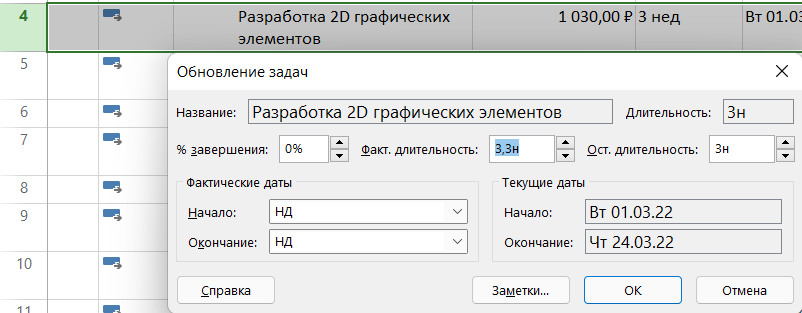 4 Разработка 2D графических 1 030,00 ₽ 3 нед Вт 01.03
элементов
5
Обновление задач
Название: Разработка 2D графических элементов Длительность: 3н
6
% завершения: 0% Факт. длительность: 3,3н Ост. длительность: 3н
7
Фактические даты Текущие даты
8
Начало: НД Начало: Вт 01.03.22
9
Окончание: НД Окончание: Чт 24.03.22
10
Справка Заметки... ОК Отмена
11